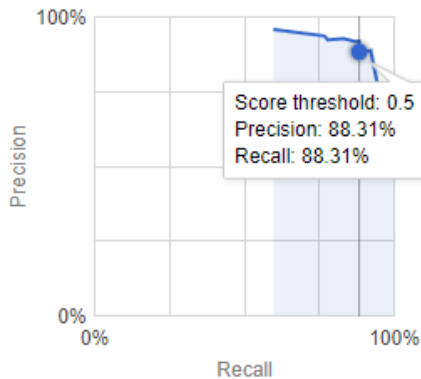 100%
Precision
Score threshold: 0.5
Precision: 88.31%
Recall: 88.31%
0%
0%
100%
Recall